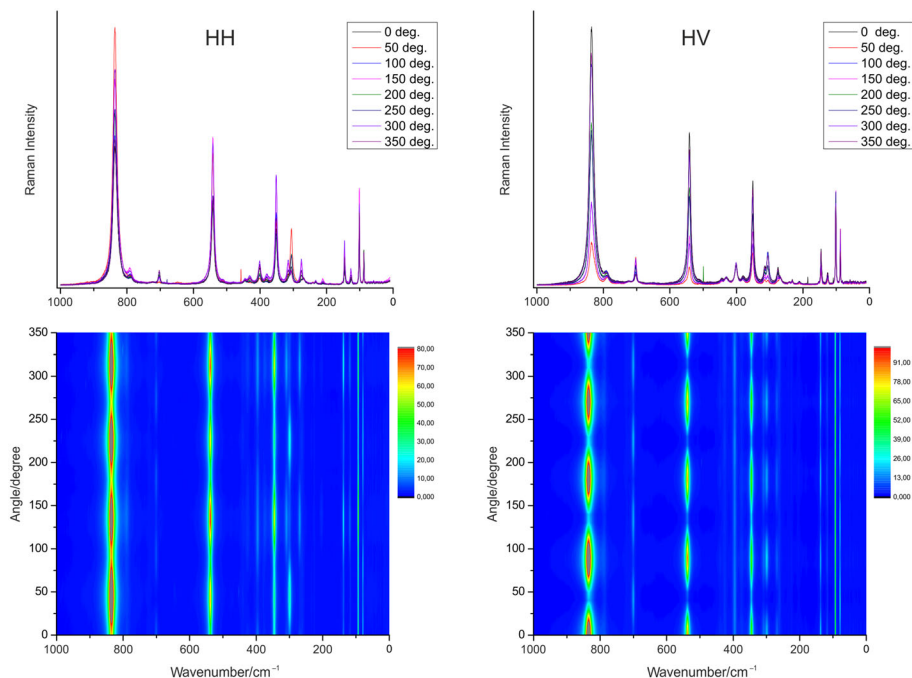 HH
0 deg.
50 deg.
100 deg.
150 deg.
200 deg.
250 deg.
300 deg.
350 deg.
Raman Intensity
1000 800 600 400 200 0
HV
0 deg.
50 deg.
100 deg.
150 deg.
200 deg.
250 deg.
300 deg.
350 deg.
Raman Intensity
1000 800 600 400 200 0
350
300
250
200
150
100
50
0
Angle/degree
1000 800 600 400 200 0
Wavenumber/cm⁻¹
80,00
70,00
60,00
50,00
40,00
30,00
20,00
10,00
0,000
350
300
250
200
150
100
50
0
Angle/degree
1000 800 600 400 200 0
Wavenumber/cm⁻¹
91,00
78,00
65,00
52,00
39,00
26,00
13,00
0,000